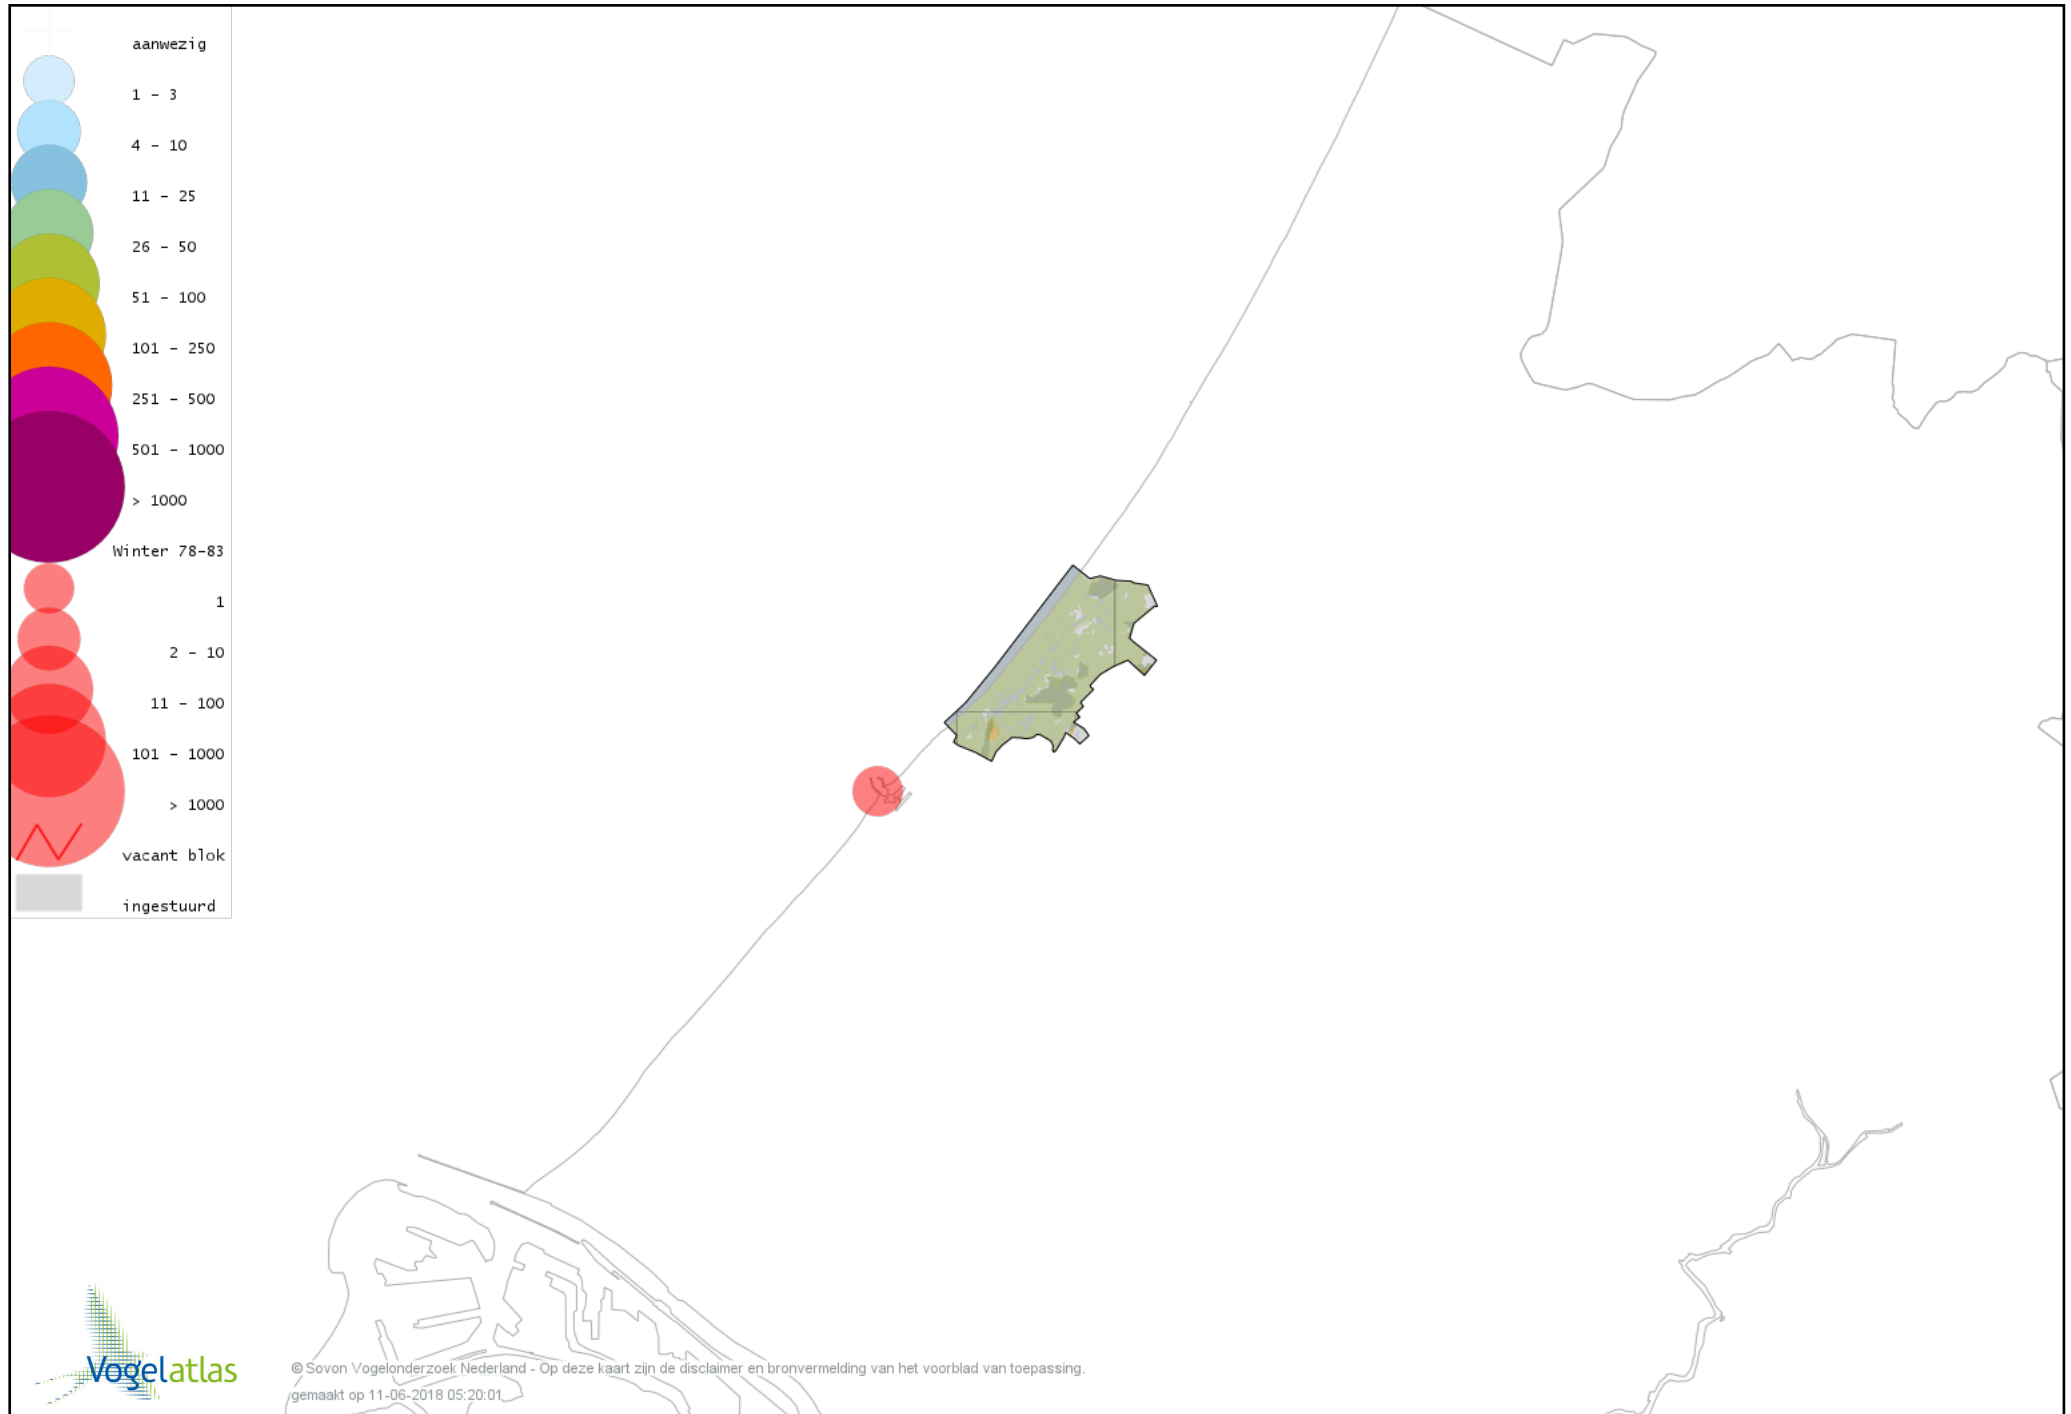 aanwezig
1 - 3
4 - 10
11 - 25
26 - 50
51 - 100
101 - 250
251 - 500
501 - 1000
> 1000
Winter 78-83
1
2 - 10
11 - 100
101 - 1000
> 1000
vacant blok
ingestuurd
Vogelatlas
© Sovon Vogelonderzoek Nederland - Op deze kaart zijn de disclaimer en bronvermelding van het voorblad van toepassing.
gemaakt op 11-06-2018 05:20:01